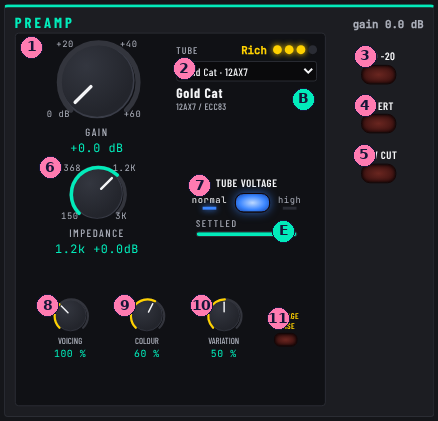 PREAMP
gain 0.0 dB
1
+20
+40
0 dB
+60
GAIN
+0.0 dB
TUBE
Rich
2
Cat · 12AX7
Gold Cat
12AX7 / ECC83
B
3
-20
4
5
CUT
6
368
1.2K
150
3K
IMPEDANCE
1.2k +0.0dB
7
TUBE VOLTAGE
normal
high
SETTLED
E
8
VOICING
100 %
9
COLOUR
60 %
10
VARIATION
50 %
11